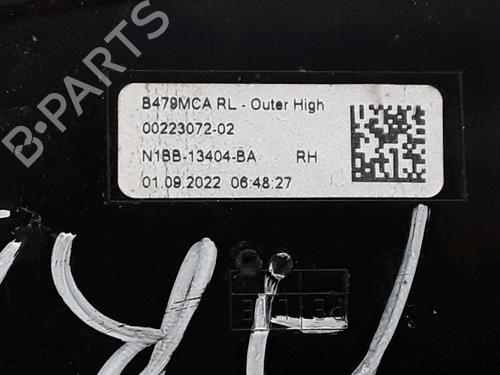 B-PARTS
B479MCA RL - Outer High
00223072-02
N1BB-13404-BA RH
01.09.2022 06:48:27